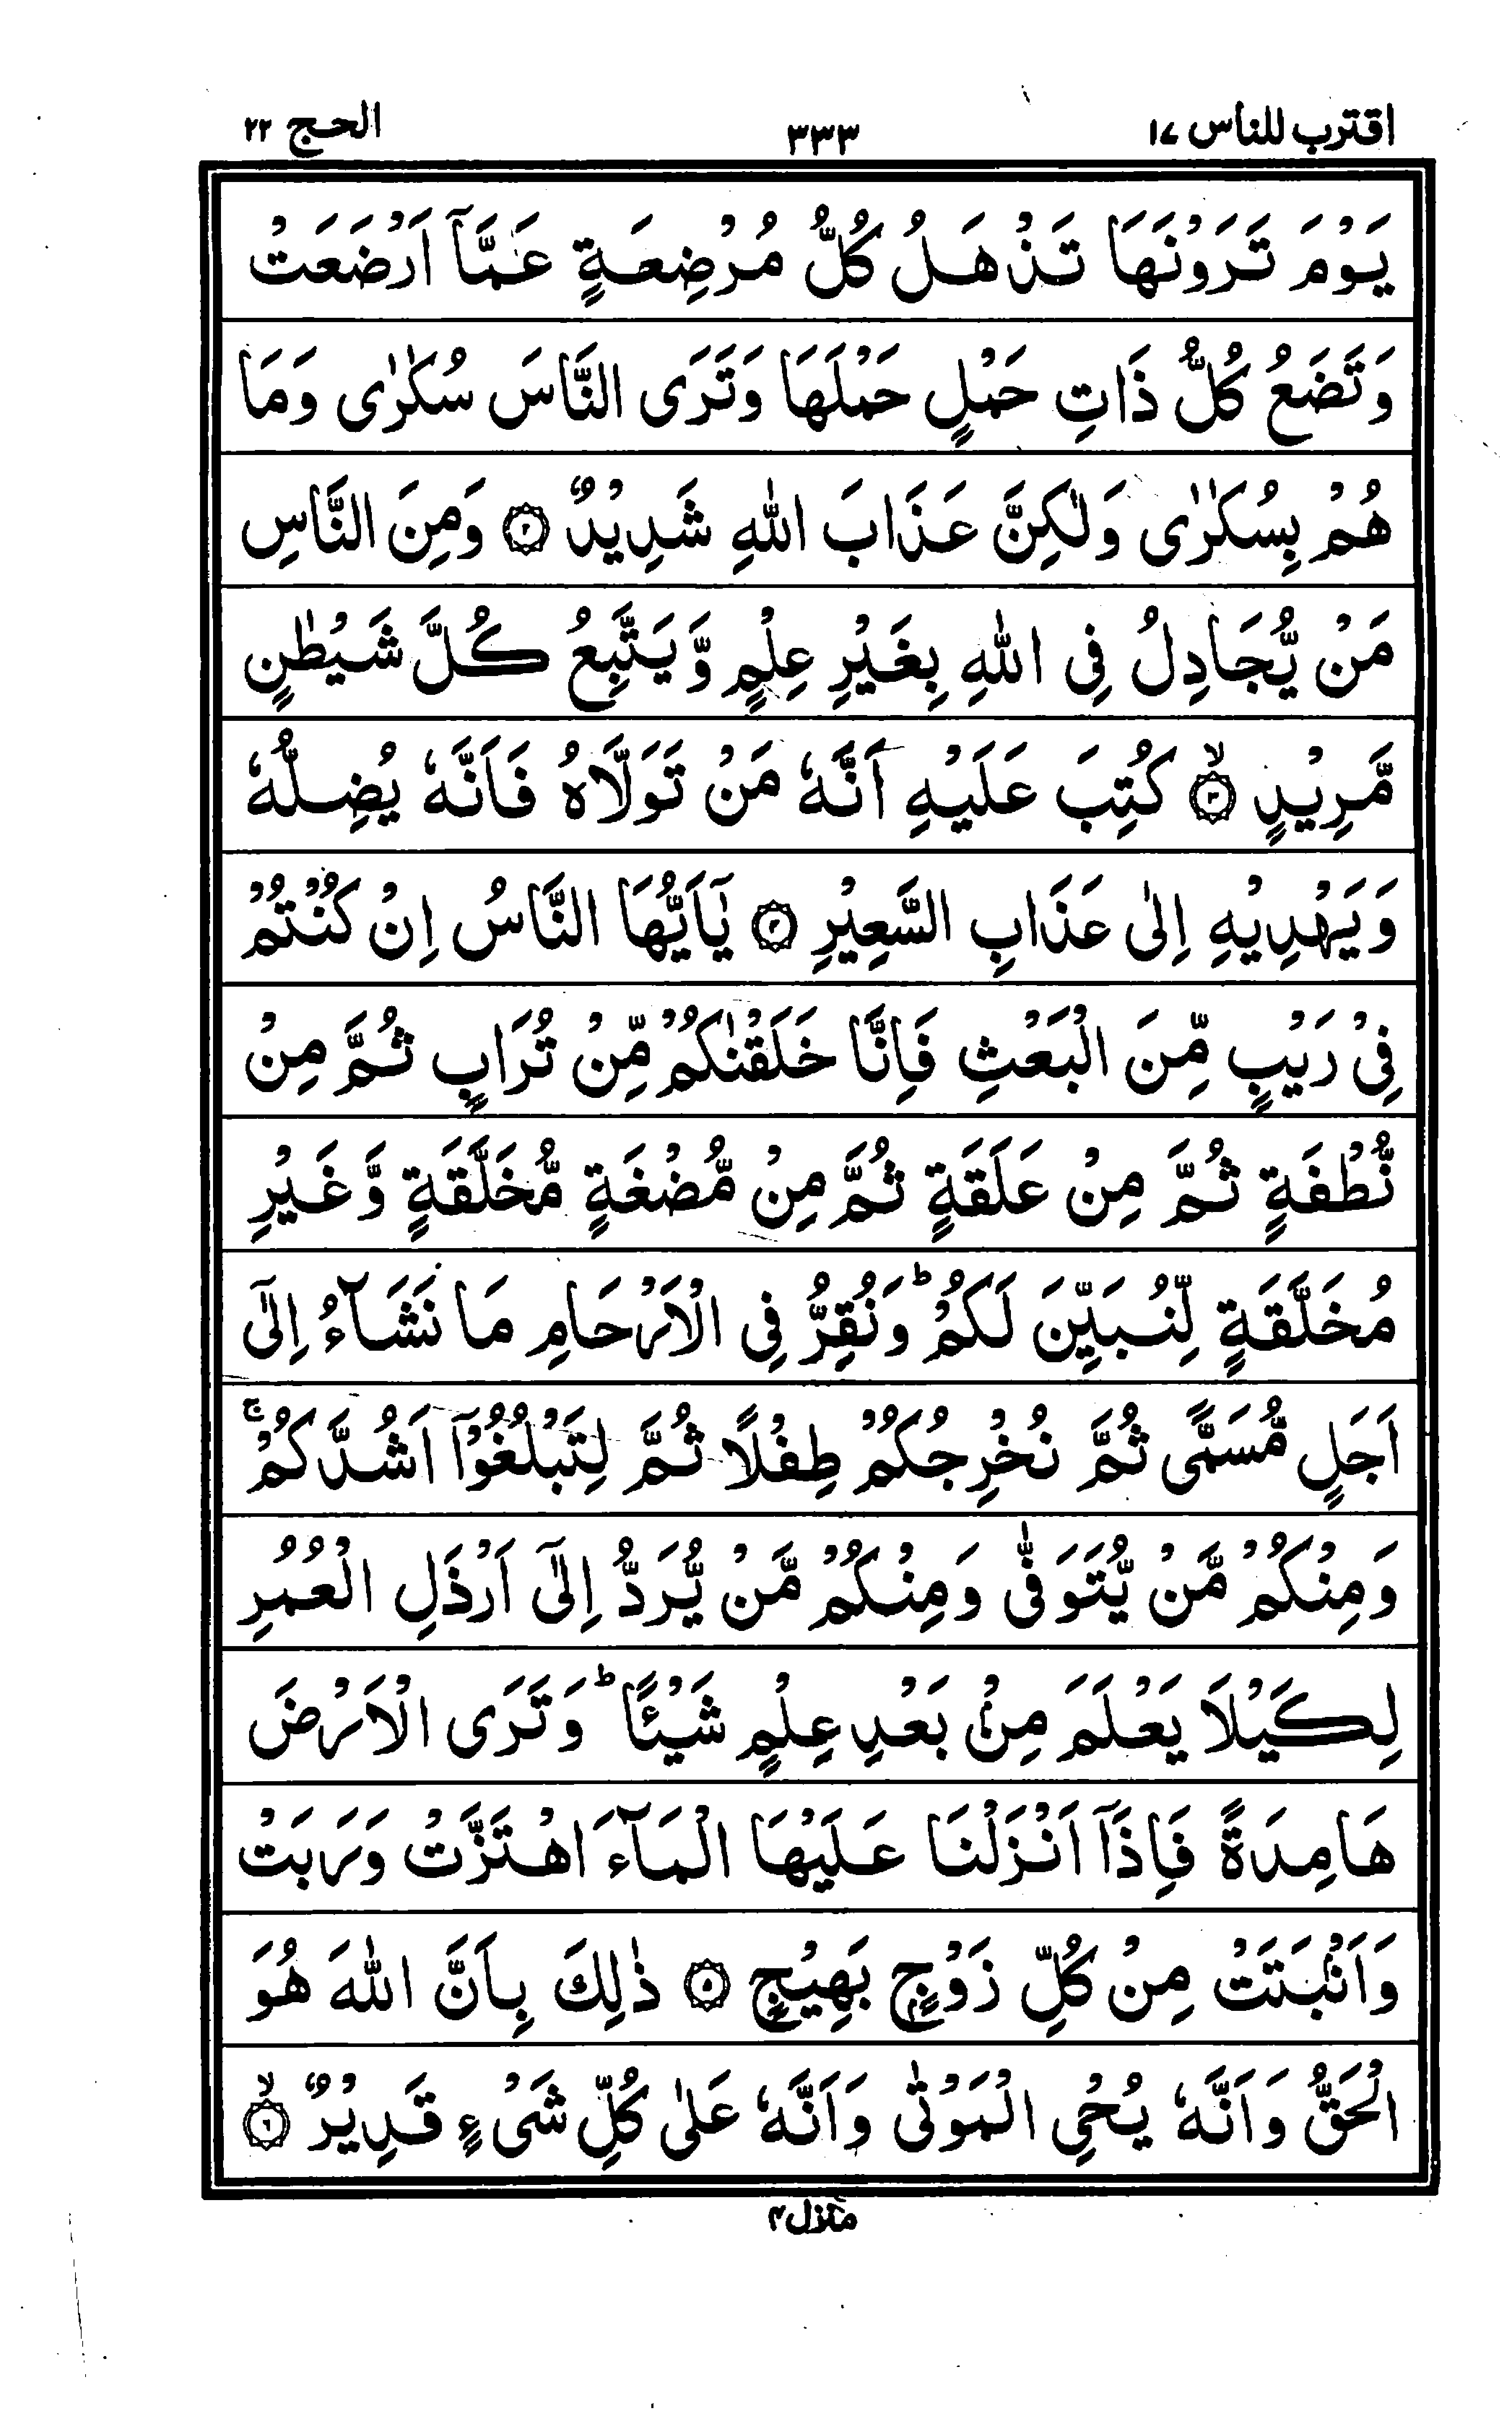 اقترب للناس ١٧
٣٣٣
الحج ٢٢
يَوْمَ تَرَوْنَهَا تَذْهَلُ كُلُّ مُرْضِعَةٍ عَمَّآ اَرْضَعَتْ
وَتَضَعُ كُلُّ ذَاتِ حَمْلٍ حَمْلَهَا وَتَرَى النَّاسَ سُكٰرٰى وَمَا
هُمْ بِسُكٰرٰى وَلٰكِنَّ عَذَابَ اللّٰهِ شَدِيْدٌ ۝٢ وَمِنَ النَّاسِ
مَنْ يُّجَادِلُ فِى اللّٰهِ بِغَيْرِ عِلْمٍ وَّيَتَّبِعُ كُلَّ شَيْطٰنٍ
مَّرِيْدٍ ۙ۝٣ كُتِبَ عَلَيْهِ اَنَّهٗ مَنْ تَوَلَّاهُ فَاَنَّهٗ يُضِلُّهٗ
وَيَهْدِيْهِ اِلٰى عَذَابِ السَّعِيْرِ ۝٤ يٰٓاَيُّهَا النَّاسُ اِنْ كُنْتُمْ
فِىْ رَيْبٍ مِّنَ الْبَعْثِ فَاِنَّا خَلَقْنٰكُمْ مِّنْ تُرَابٍ ثُمَّ مِنْ
نُّطْفَةٍ ثُمَّ مِنْ عَلَقَةٍ ثُمَّ مِنْ مُّضْغَةٍ مُّخَلَّقَةٍ وَّغَيْرِ
مُخَلَّقَةٍ لِّنُبَيِّنَ لَكُمْ ؕ وَنُقِرُّ فِى الْاَرْحَامِ مَا نَشَآءُ اِلٰٓى
اَجَلٍ مُّسَمًّى ثُمَّ نُخْرِجُكُمْ طِفْلًا ثُمَّ لِتَبْلُغُوْٓا اَشُدَّكُمْ ۚ
وَمِنْكُمْ مَّنْ يُّتَوَفّٰى وَمِنْكُمْ مَّنْ يُّرَدُّ اِلٰٓى اَرْذَلِ الْعُمُرِ
لِكَيْلَا يَعْلَمَ مِنْۢ بَعْدِ عِلْمٍ شَيْئًا ؕ وَتَرَى الْاَرْضَ
هَامِدَةً فَاِذَآ اَنْزَلْنَا عَلَيْهَا الْمَآءَ اهْتَزَّتْ وَرَبَتْ
وَاَنْۢبَتَتْ مِنْ كُلِّ زَوْجٍۭ بَهِيْجٍ ۝٥ ذٰلِكَ بِاَنَّ اللّٰهَ هُوَ
الْحَقُّ وَاَنَّهٗ يُحْىِ الْمَوْتٰى وَاَنَّهٗ عَلٰى كُلِّ شَىْءٍ قَدِيْرٌ ۙ۝٦
منزل ٤